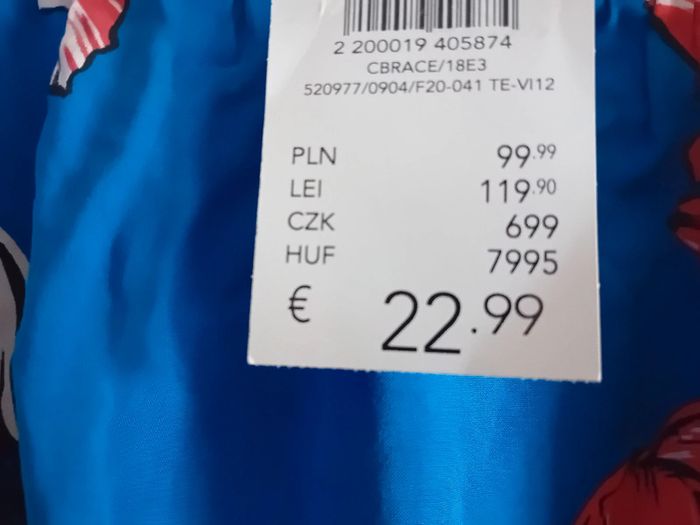 2 200019 405874
CBRACE/18E3
520977/0904/F20-041 TE-VI12
PLN 99.99
LEI 119.90
CZK 699
HUF 7995
€ 22.99